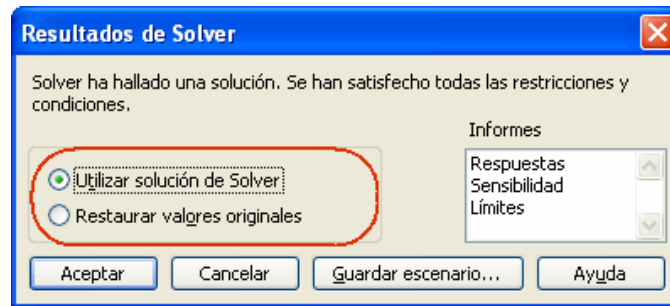 Resultados de Solver
Solver ha hallado una solución. Se han satisfecho todas las restricciones y
condiciones.
Informes
Utilizar solución de Solver
Restaurar valores originales
Respuestas
Sensibilidad
Límites
Aceptar
Cancelar
Guardar escenario...
Ayuda